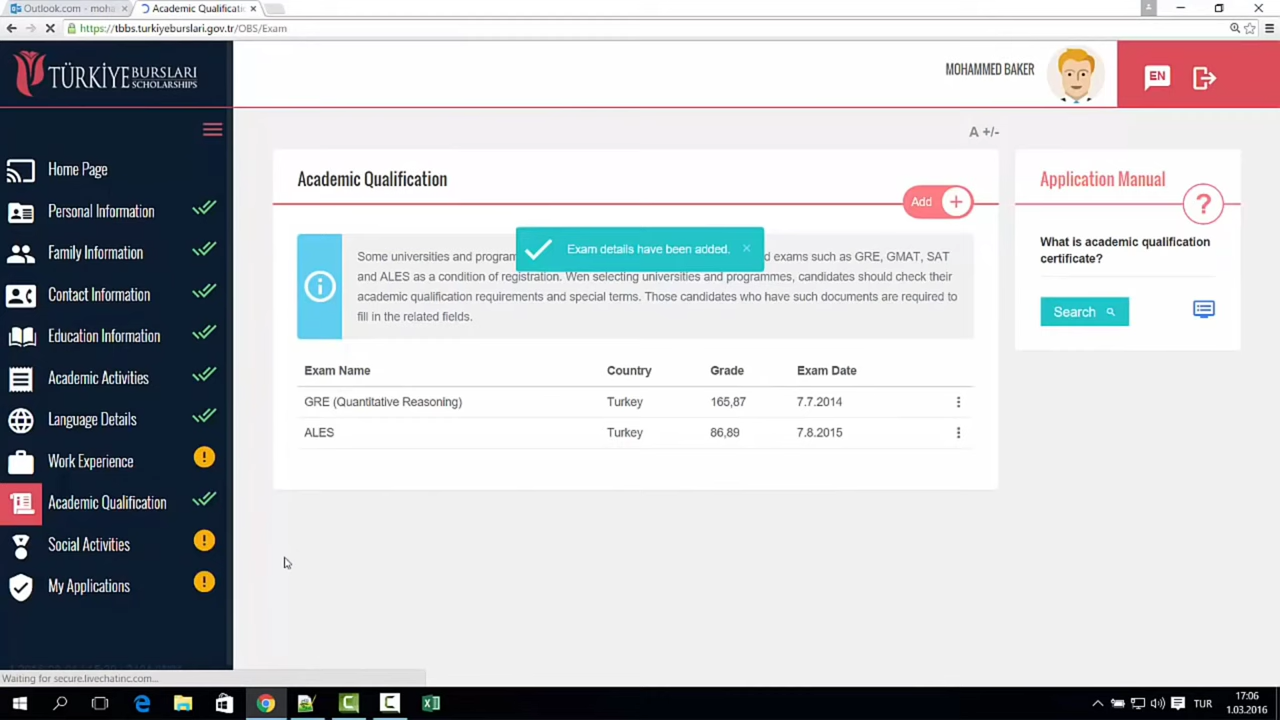 Outlook.com - moha
Academic Qualificatio
https://tbbs.turkiyeburslari.gov.tr/OBS/Exam
TÜRKİYE BURSLARI SCHOLARSHIPS
MOHAMMED BAKER
EN
A +/-
Home Page
Personal Information
Family Information
Contact Information
Education Information
Academic Activities
Language Details
Work Experience
Academic Qualification
Social Activities
My Applications
Academic Qualification
Add
Exam details have been added.
Some universities and program
d exams such as GRE, GMAT, SAT
and ALES as a condition of registration. Wen selecting universities and programmes, candidates should check their
academic qualification requirements and special terms. Those candidates who have such documents are required to
fill in the related fields.
Exam Name Country Grade Exam Date
GRE (Quantitative Reasoning) Turkey 165,87 7.7.2014
ALES Turkey 86,89 7.8.2015
Application Manual
?
What is academic qualification
certificate?
Search
Waiting for secure.livechatinc.com...
TUR
17:06
1.03.2016